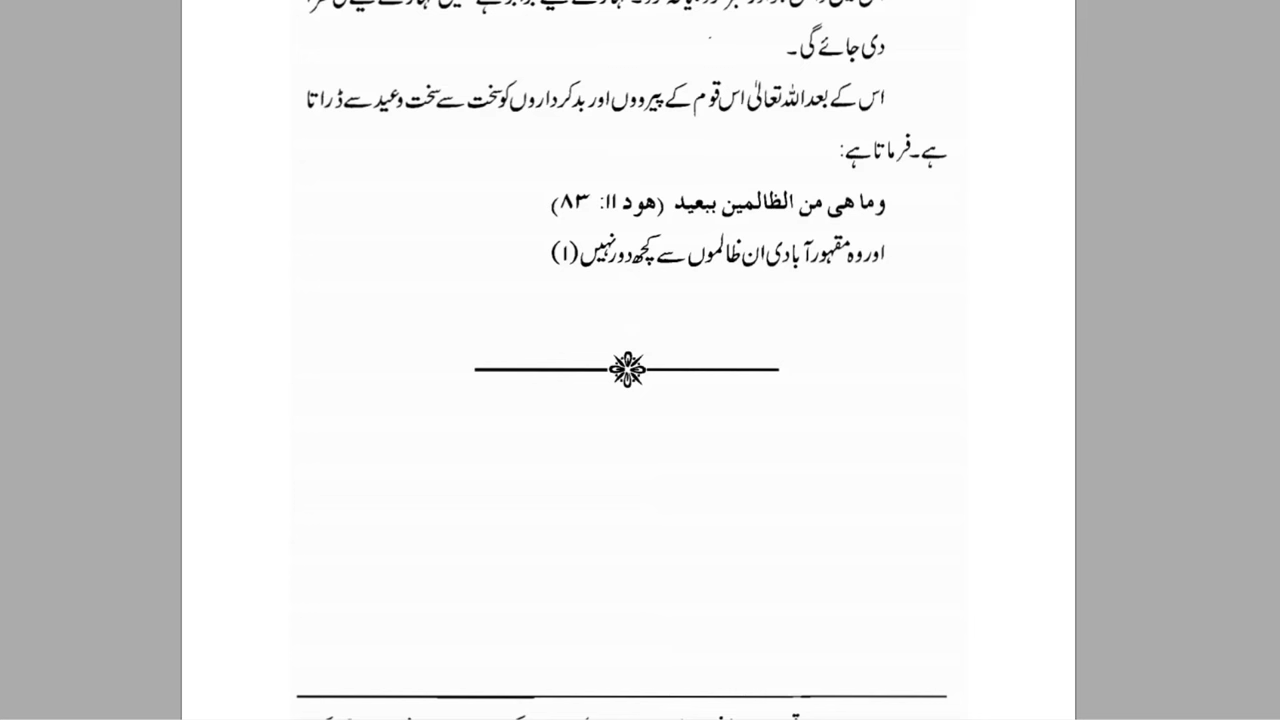 دی جائے گی۔
اس کے بعد اللہ تعالیٰ اس قوم کے پیرووں اور بدکرداروں کو سخت سے سخت وعید سے ڈراتا
ہے۔ فرماتا ہے:
وما ھی من الظالمین ببعید (ھود ۱۱: ۸۳)
اور وہ مقہور آبادی ان ظالموں سے کچھ دور نہیں (۱)